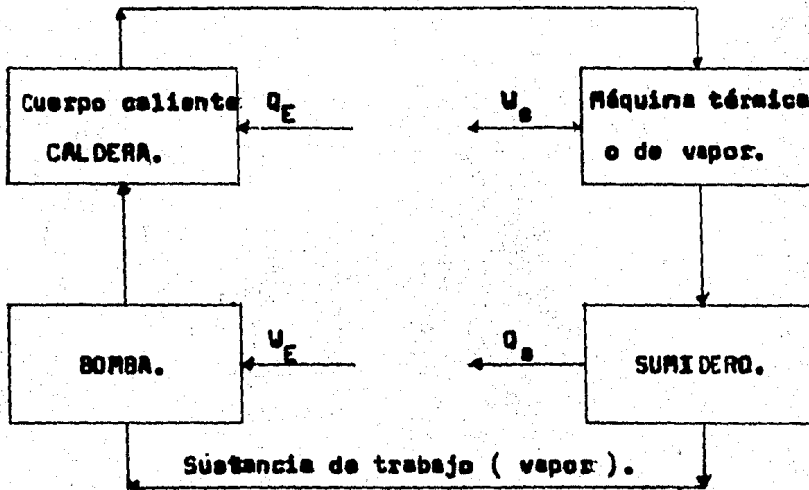 Cuerpo caliente
CALDERA.
Q_E
W_s
Máquina térmica
o de vapor.
BOMBA.
W_E
Q_s
SUMIDERO.
Sustancia de trabajo ( vapor ).